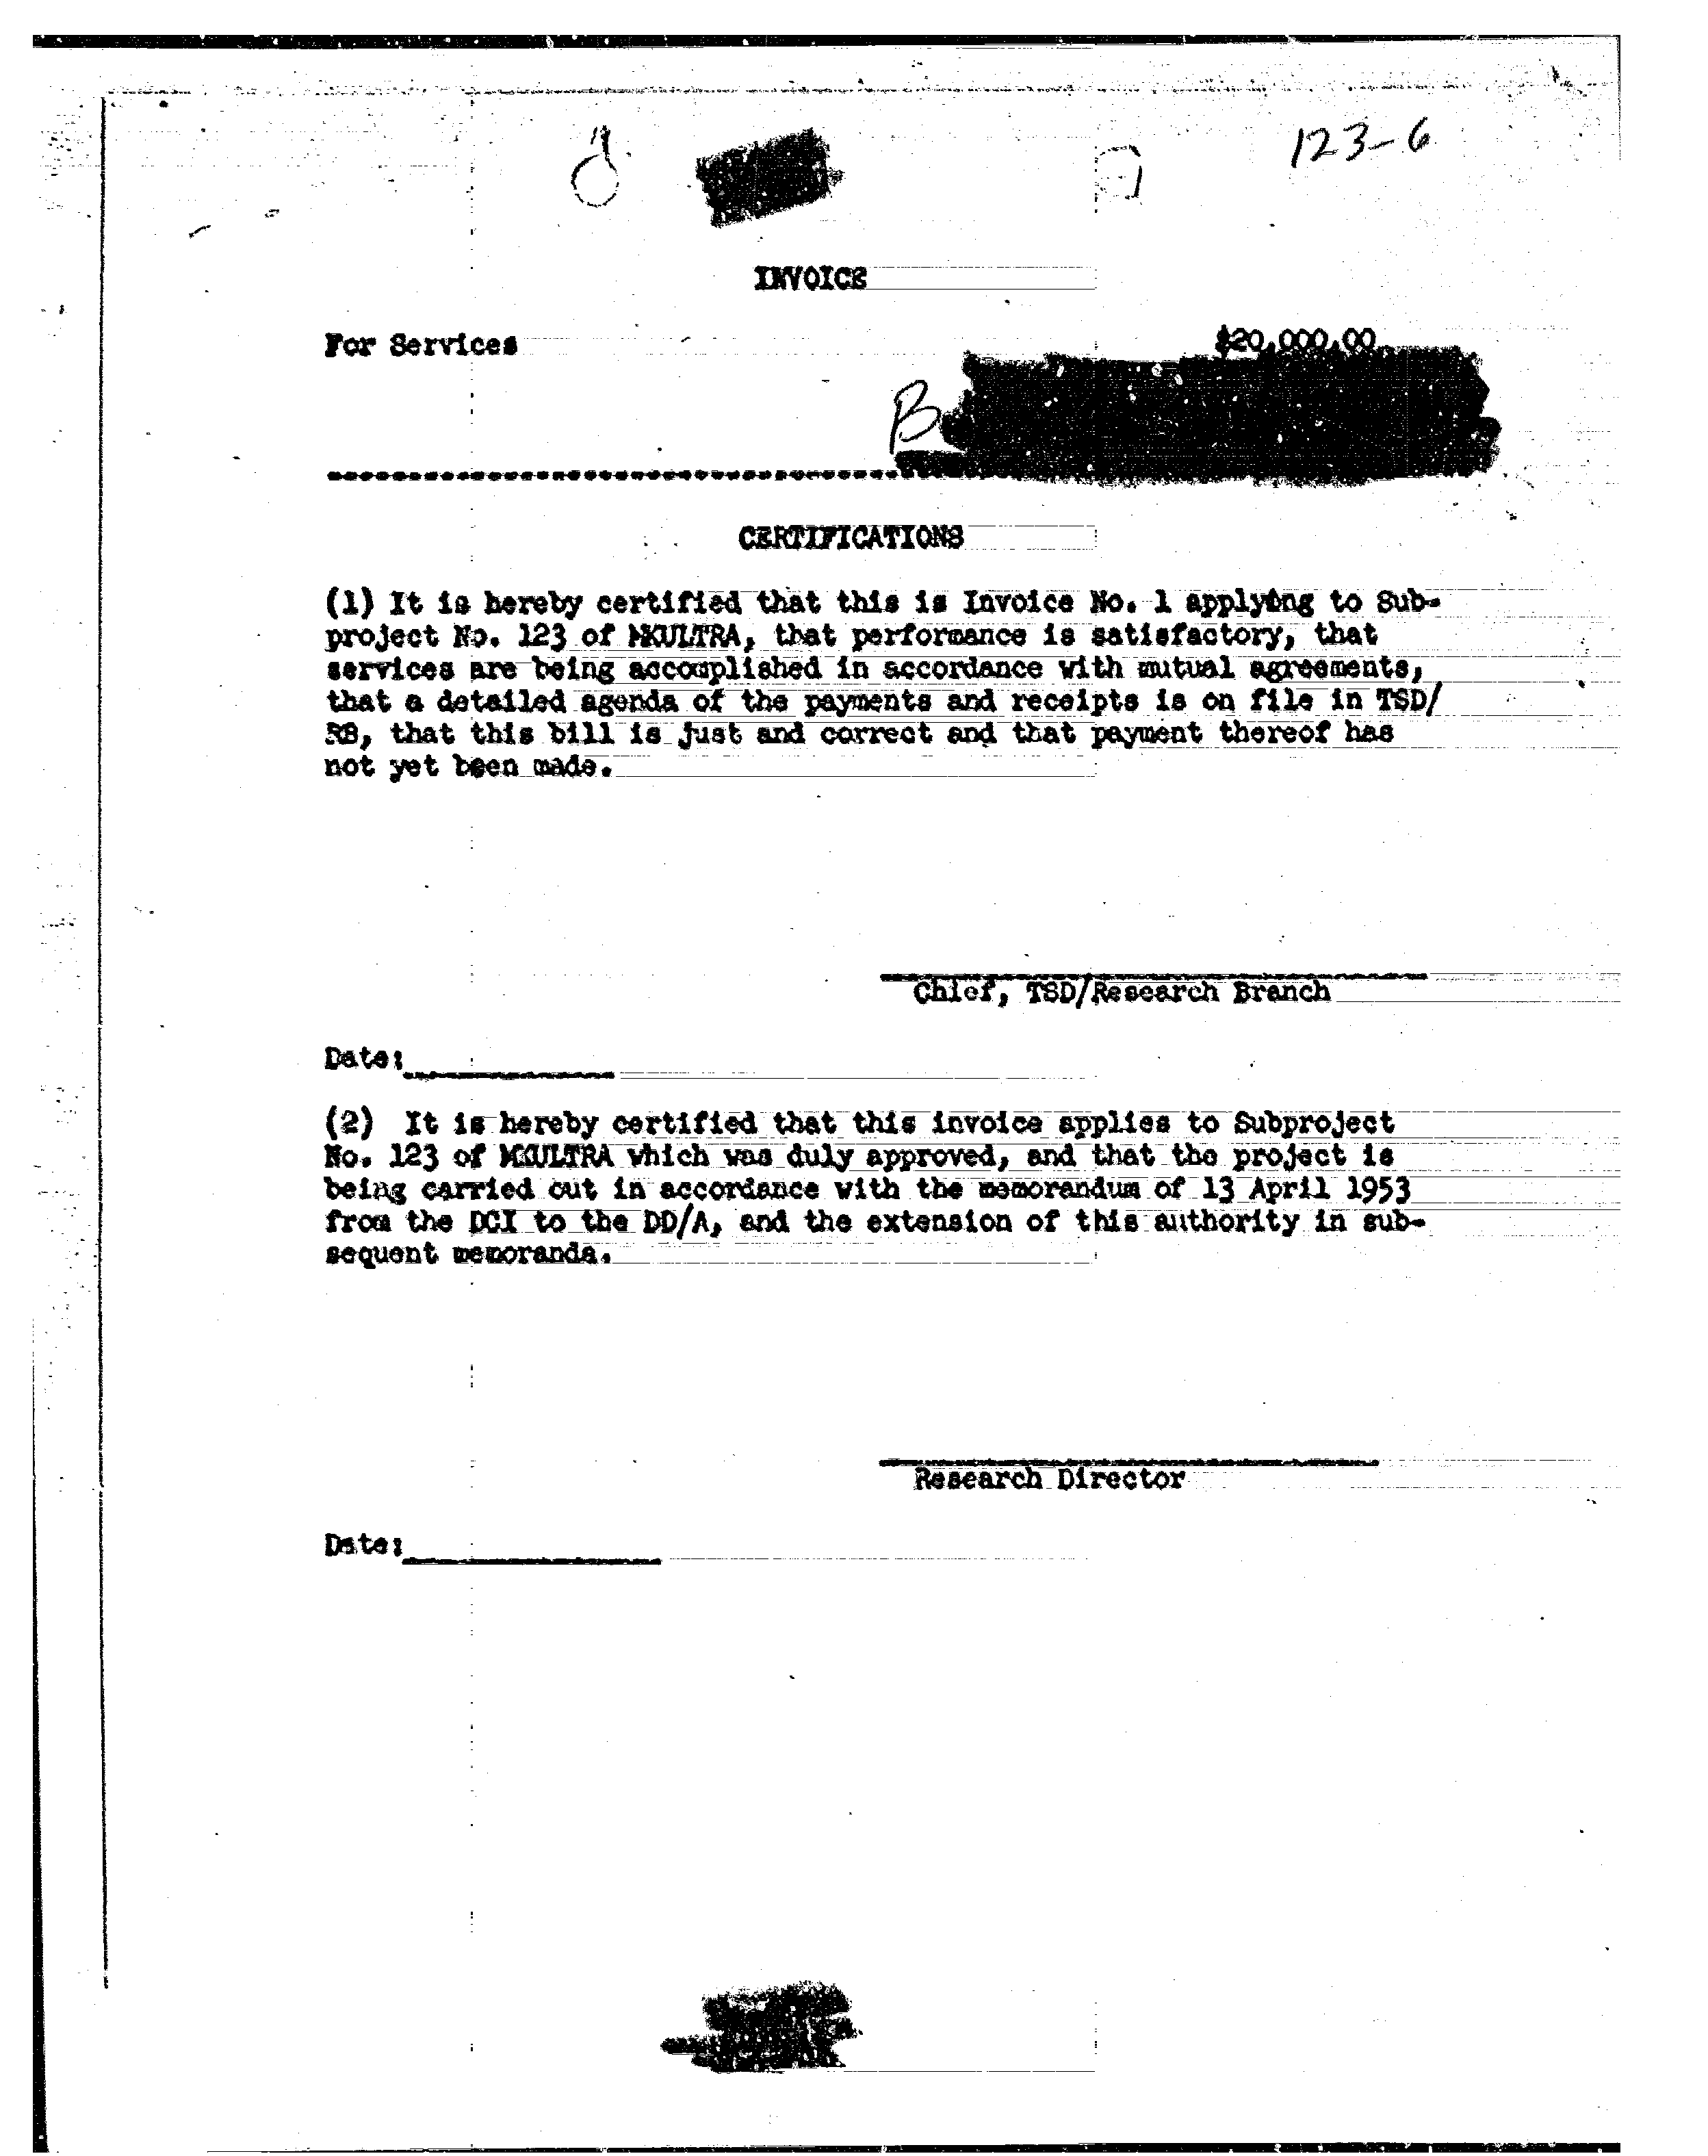 123-6
INVOICE
For Services $20,000.00
B
CERTIFICATIONS
(1) It is hereby certified that this is Invoice No. 1 applying to Sub-
project No. 123 of MKULTRA, that performance is satisfactory, that
services are being accomplished in accordance with mutual agreements,
that a detailed agenda of the payments and receipts is on file in TSD/
RB, that this bill is just and correct and that payment thereof has
not yet been made.
Chief, TSD/Research Branch
Date:
(2) It is hereby certified that this invoice applies to Subproject
No. 123 of MKULTRA which was duly approved, and that the project is
being carried out in accordance with the memorandum of 13 April 1953
from the DCI to the DD/A, and the extension of this authority in sub-
sequent memoranda.
Research Director
Date: